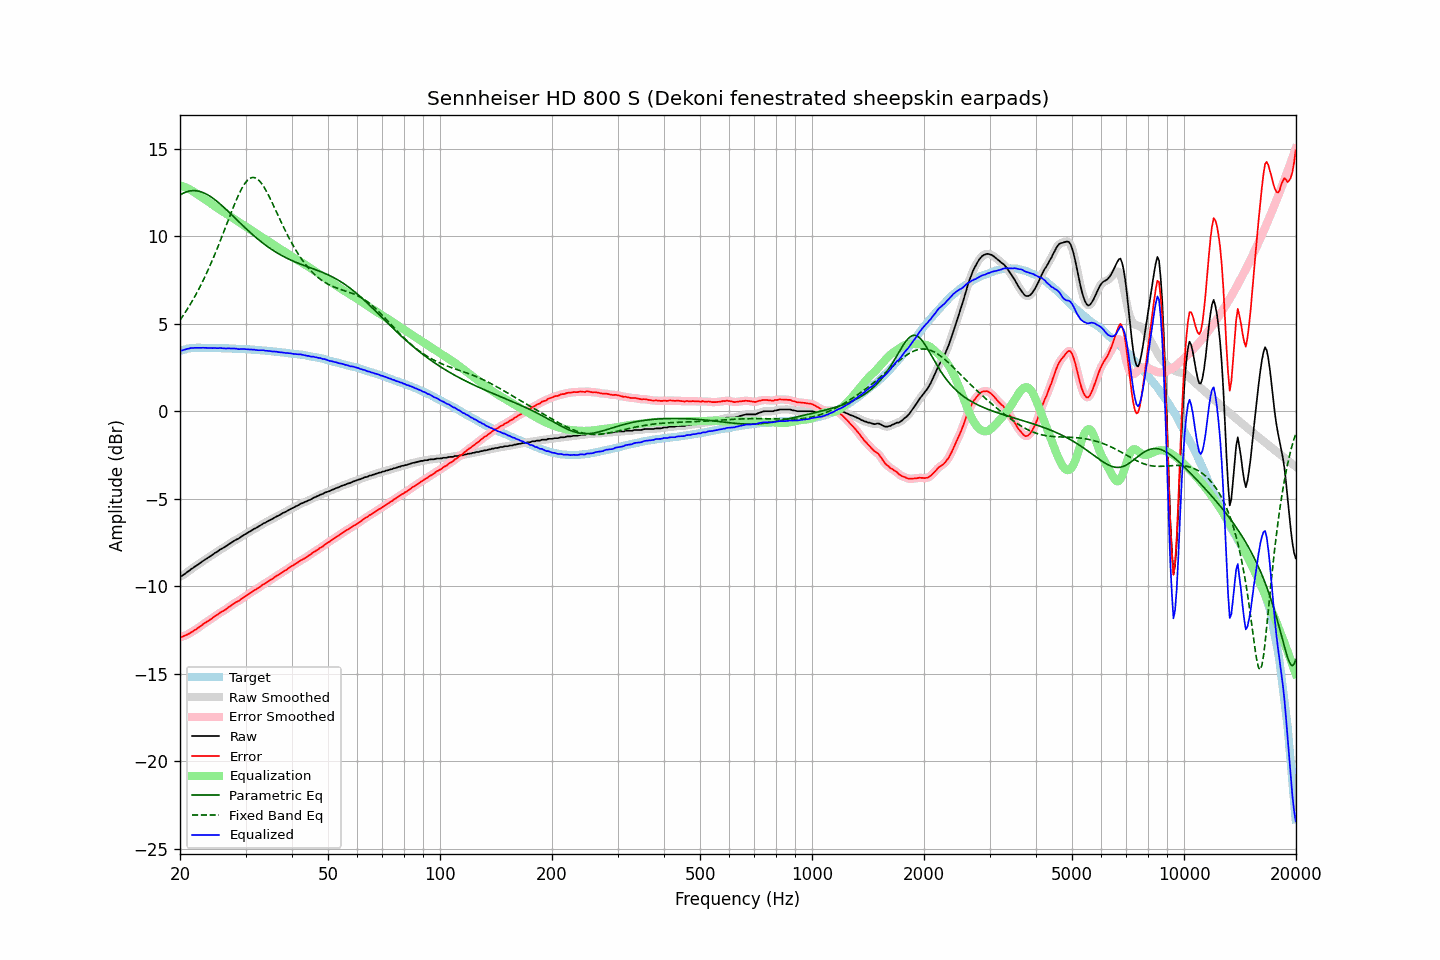 Sennheiser HD 800 S (Dekoni fenestrated sheepskin earpads)
15
10
5
0
−5
−10
−15
−20
−25
Amplitude (dBr)
Target
Raw Smoothed
Error Smoothed
Raw
Error
Equalization
Parametric Eq
Fixed Band Eq
Equalized
20 50 100 200 500 1000 2000 5000 10000 20000
Frequency (Hz)